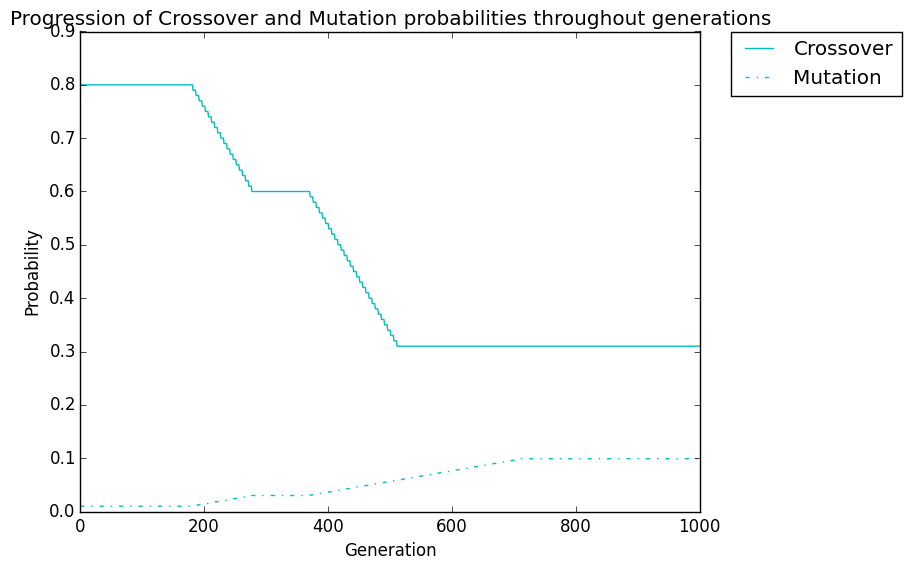 Progression of Crossover and Mutation probabilities throughout generations
Crossover
Mutation
0.9
0.8
0.7
0.6
0.5
0.4
0.3
0.2
0.1
0.0
Probability
0 200 400 600 800 1000
Generation